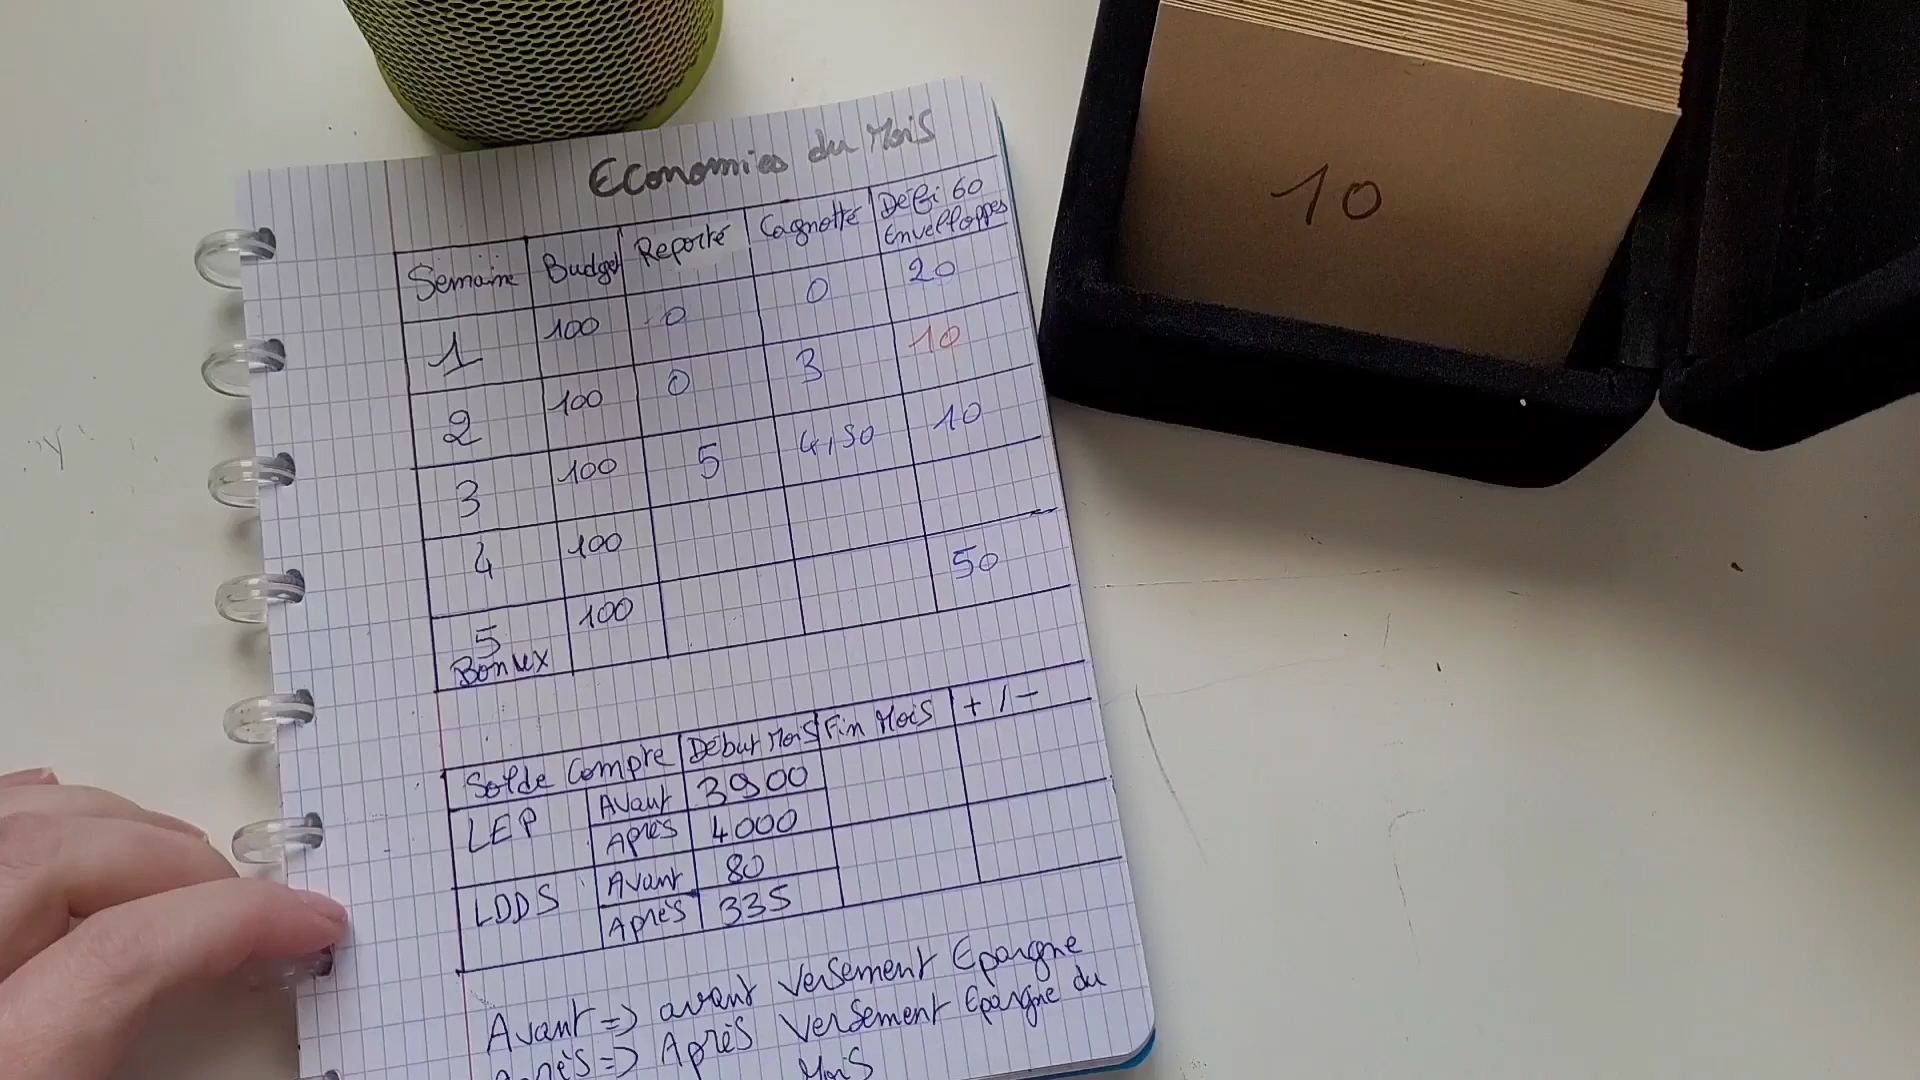 Economies du Mois
Semaine Budget Reporté Cagnotte Défi 60 Envelloppes
1 100 0 0 20
2 100 0 3 10
3 100 5 4,50 10
4 100
5 Bonux 100 50
Solde Compte Début Mois Fin Mois + / -
LEP Avant 3900
Après 4000
LDDS Avant 80
Après 335
Avant => avant versement Epargne
Après => Après versement Epargne du
Mois
10